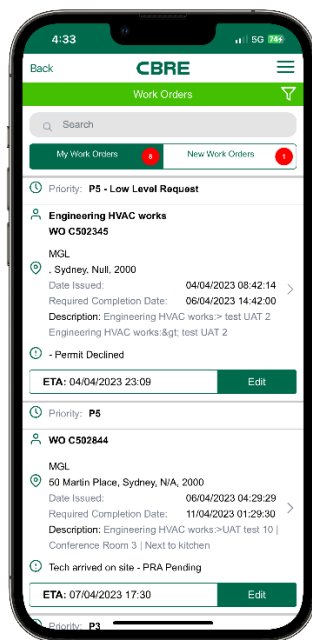 4:33
5G 74
Back
CBRE
Work Orders
Search
My Work Orders 8
New Work Orders 1
Priority: P5 - Low Level Request
Engineering HVAC works
WO C502345
MGL
, Sydney, Null, 2000
Date Issued: 04/04/2023 08:42:14
Required Completion Date: 06/04/2023 14:42:00
Description: Engineering HVAC works:> test UAT 2
Engineering HVAC works:&gt; test UAT 2
- Permit Declined
ETA: 04/04/2023 23:09
Edit
Priority: P5
WO C502844
MGL
50 Martin Place, Sydney, N/A, 2000
Date Issued: 06/04/2023 04:29:29
Required Completion Date: 11/04/2023 01:29:30
Description: Engineering HVAC works:>UAT test 10 |
Conference Room 3 | Next to kitchen
Tech arrived on site - PRA Pending
ETA: 07/04/2023 17:30
Edit
Priority: P3